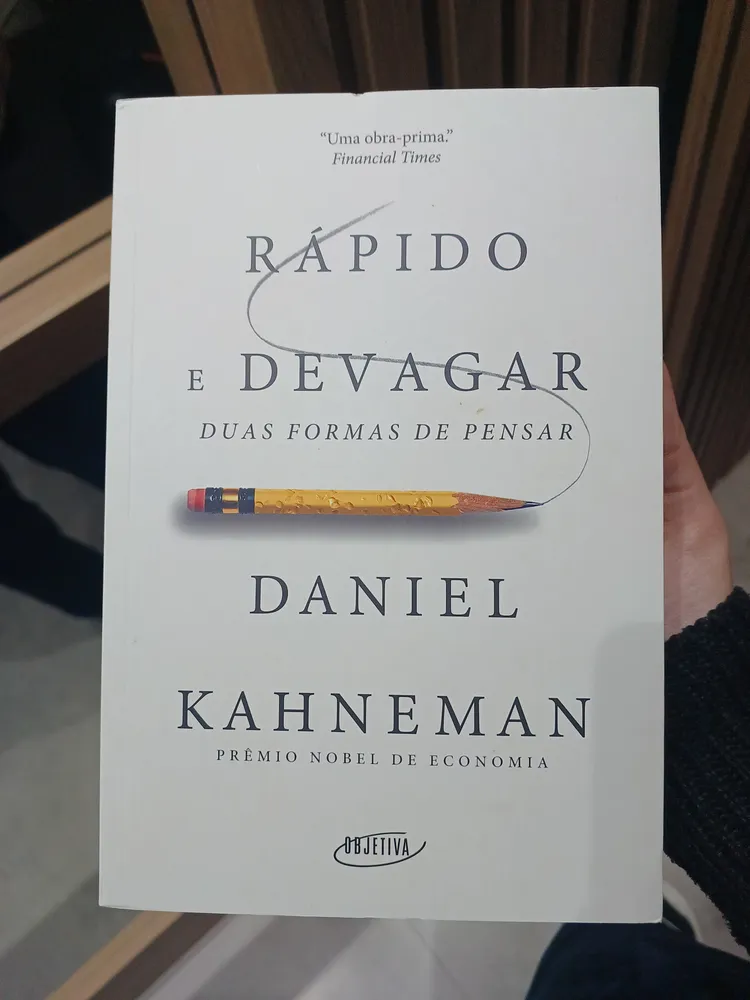 “Uma obra-prima.”
Financial Times
RÁPIDO
E DEVAGAR
DUAS FORMAS DE PENSAR
DANIEL
KAHNEMAN
PRÊMIO NOBEL DE ECONOMIA
OBJETIVA